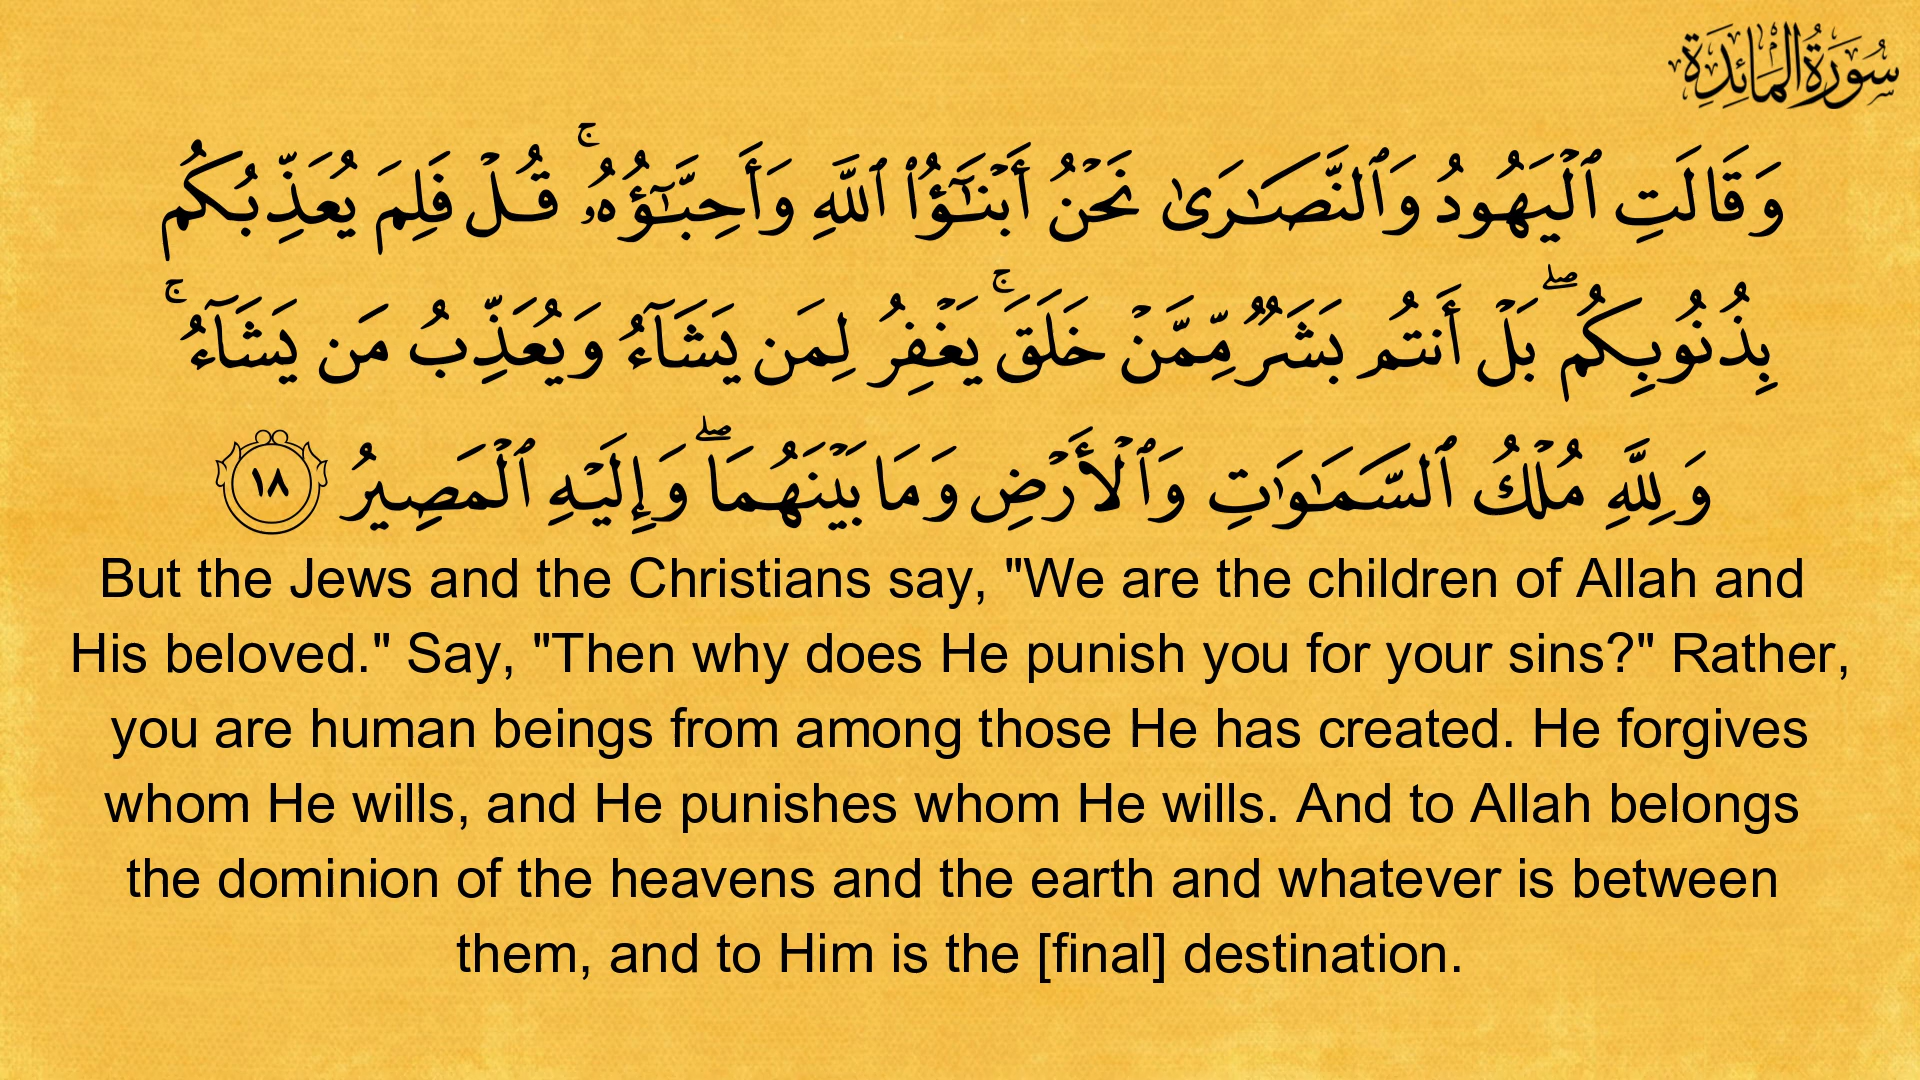 سُورَةُ المَائِدَةِ
وَقَالَتِ ٱلۡيَهُودُ وَٱلنَّصَٰرَىٰ نَحۡنُ أَبۡنَٰٓؤُاْ ٱللَّهِ وَأَحِبَّٰٓؤُهُۥۚ قُلۡ فَلِمَ يُعَذِّبُكُم
بِذُنُوبِكُمۖ بَلۡ أَنتُم بَشَرٞ مِّمَّنۡ خَلَقَۚ يَغۡفِرُ لِمَن يَشَآءُ وَيُعَذِّبُ مَن يَشَآءُۚ
وَلِلَّهِ مُلۡكُ ٱلسَّمَٰوَٰتِ وَٱلۡأَرۡضِ وَمَا بَيۡنَهُمَاۖ وَإِلَيۡهِ ٱلۡمَصِيرُ ١٨
But the Jews and the Christians say, "We are the children of Allah and
His beloved." Say, "Then why does He punish you for your sins?" Rather,
you are human beings from among those He has created. He forgives
whom He wills, and He punishes whom He wills. And to Allah belongs
the dominion of the heavens and the earth and whatever is between
them, and to Him is the [final] destination.